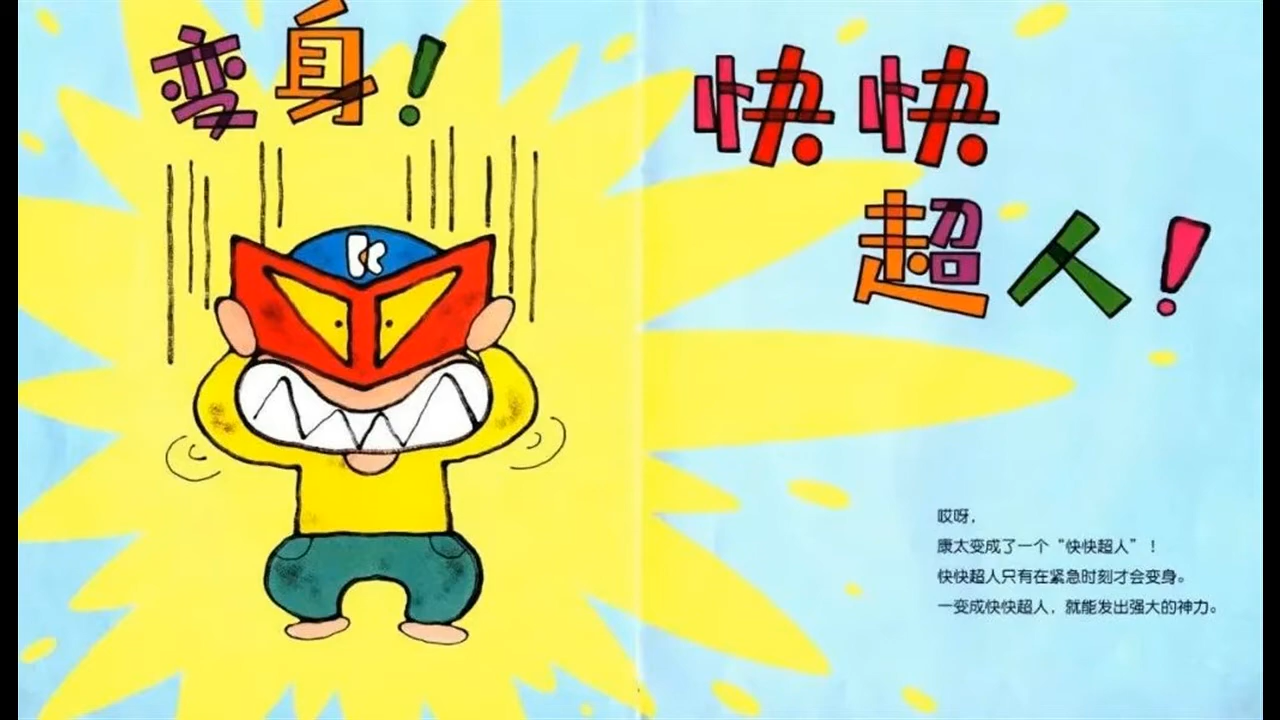 变身！
快快
超人！
K
哎呀，
康太变成了一个“快快超人”！
快快超人只有在紧急时刻才会变身。
一变成快快超人，就能发出强大的神力。